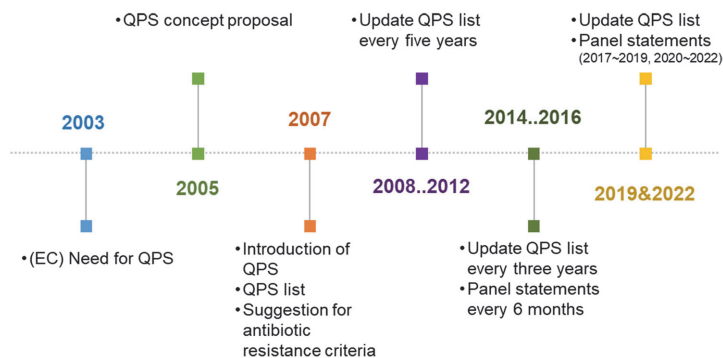 • QPS concept proposal
• Update QPS list
every five years
• Update QPS list
• Panel statements
(2017~2019, 2020~2022)
2003
2007
2014..2016
2005
2008..2012
2019&2022
• (EC) Need for QPS
• Introduction of
QPS
• QPS list
• Suggestion for
antibiotic
resistance criteria
• Update QPS list
every three years
• Panel statements
every 6 months